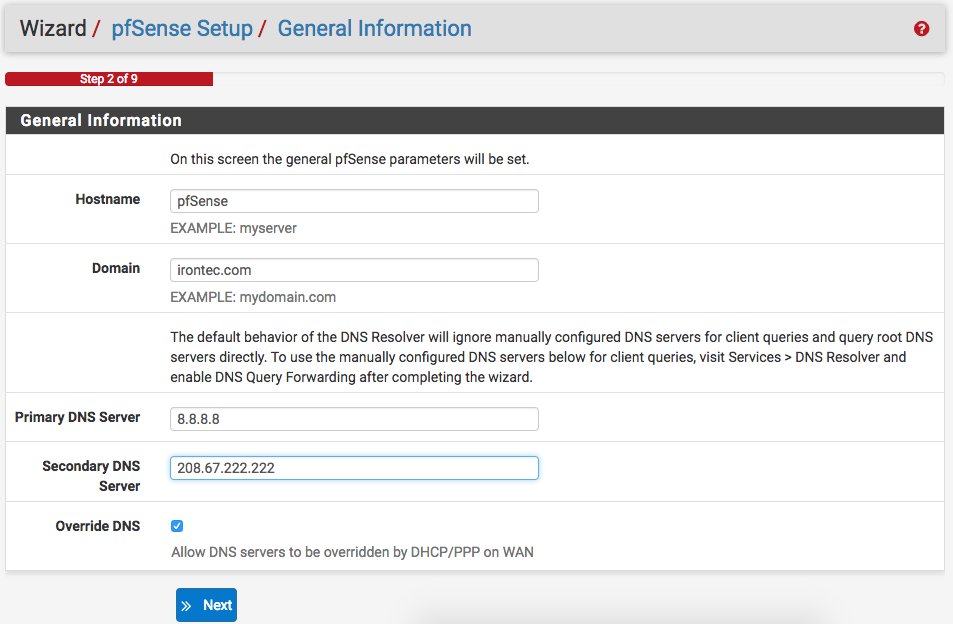 Wizard / pfSense Setup / General Information
Step 2 of 9
General Information
On this screen the general pfSense parameters will be set.
Hostname
pfSense
EXAMPLE: myserver
Domain
irontec.com
EXAMPLE: mydomain.com
The default behavior of the DNS Resolver will ignore manually configured DNS servers for client queries and query root DNS
servers directly. To use the manually configured DNS servers below for client queries, visit Services > DNS Resolver and
enable DNS Query Forwarding after completing the wizard.
Primary DNS Server
8.8.8.8
Secondary DNS
Server
208.67.222.222
Override DNS
Allow DNS servers to be overridden by DHCP/PPP on WAN
» Next